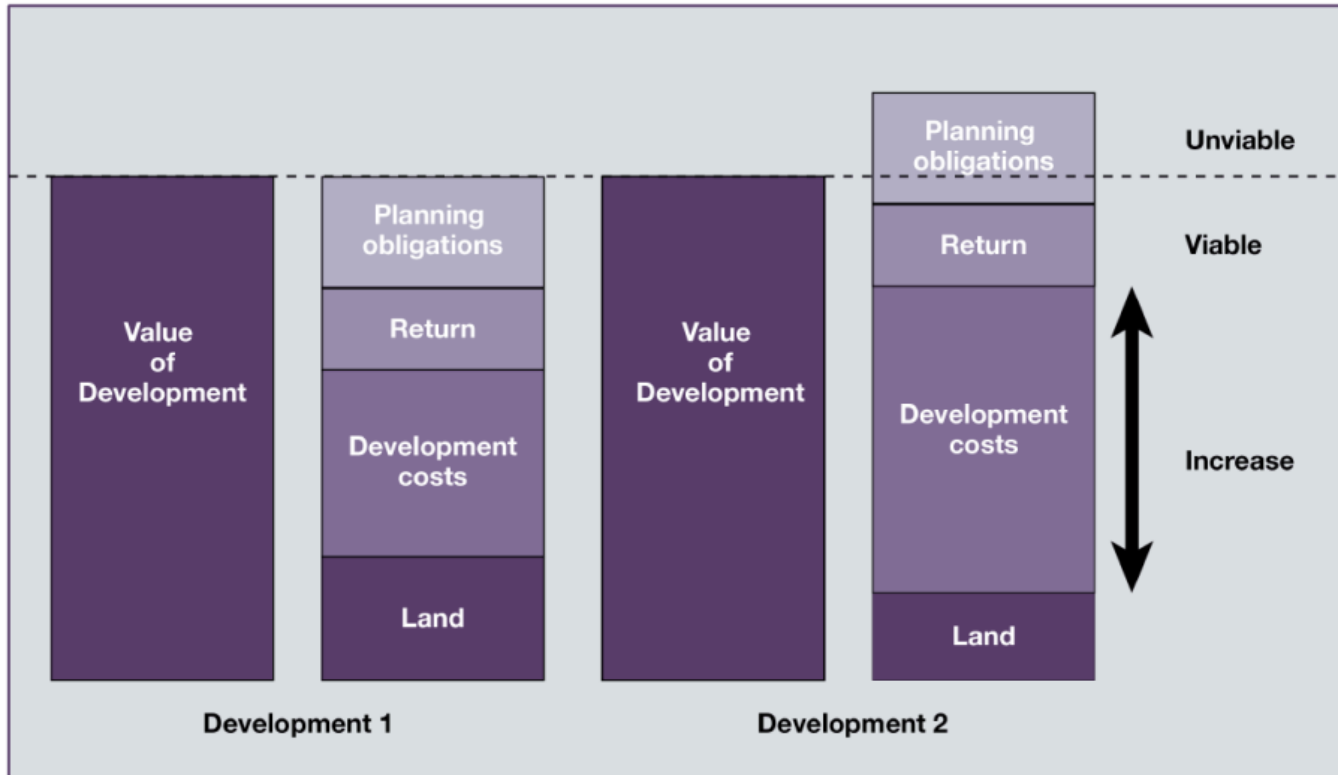 Value
of
Development
Planning
obligations
Return
Development
costs
Land
Development 1
Value
of
Development
Planning
obligations
Return
Development
costs
Land
Development 2
Unviable
Viable
Increase